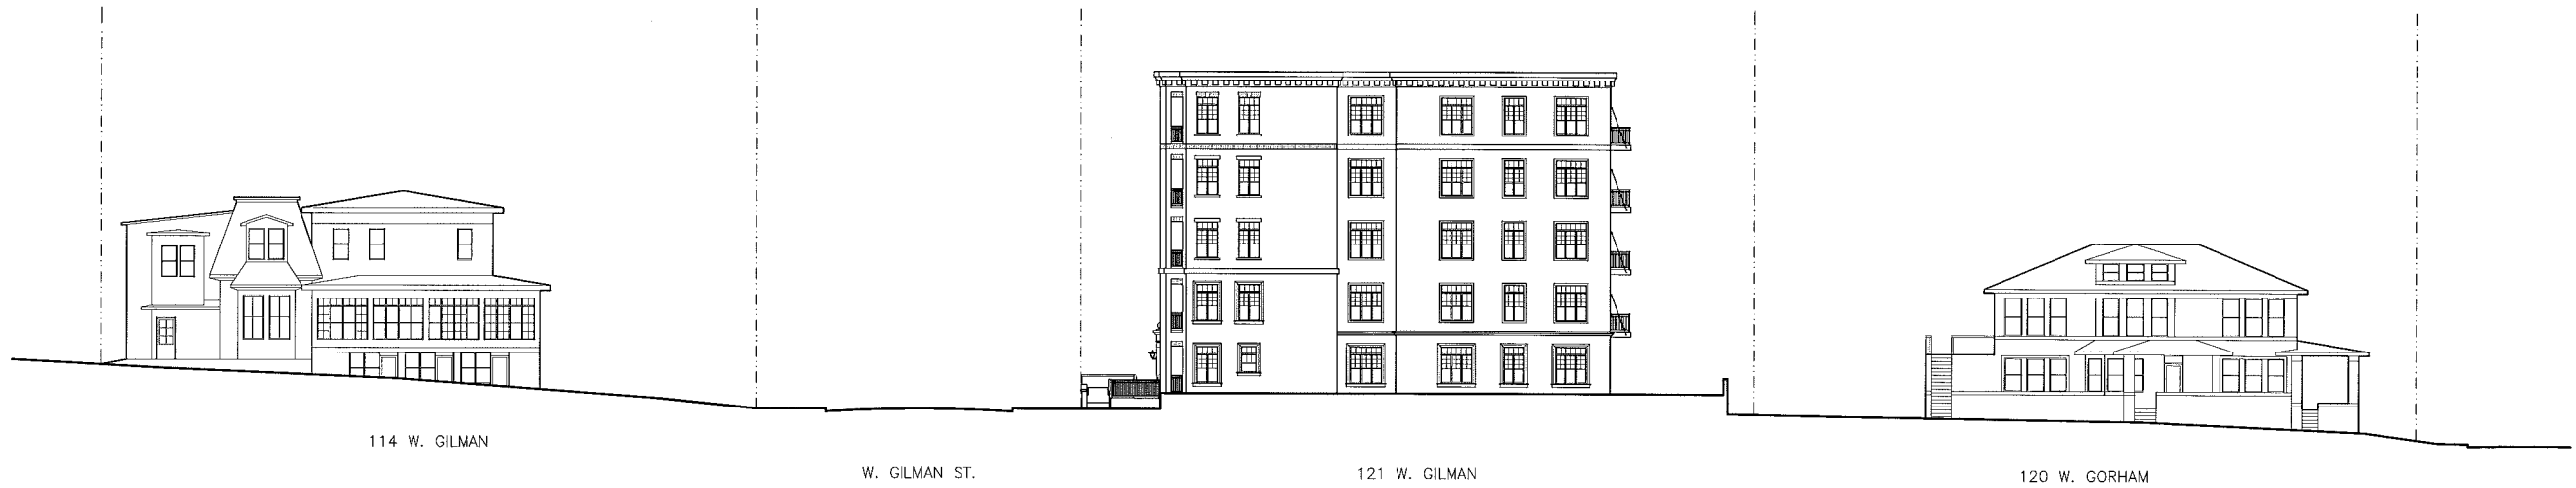 114 W. GILMAN
W. GILMAN ST.
121 W. GILMAN
120 W. GORHAM